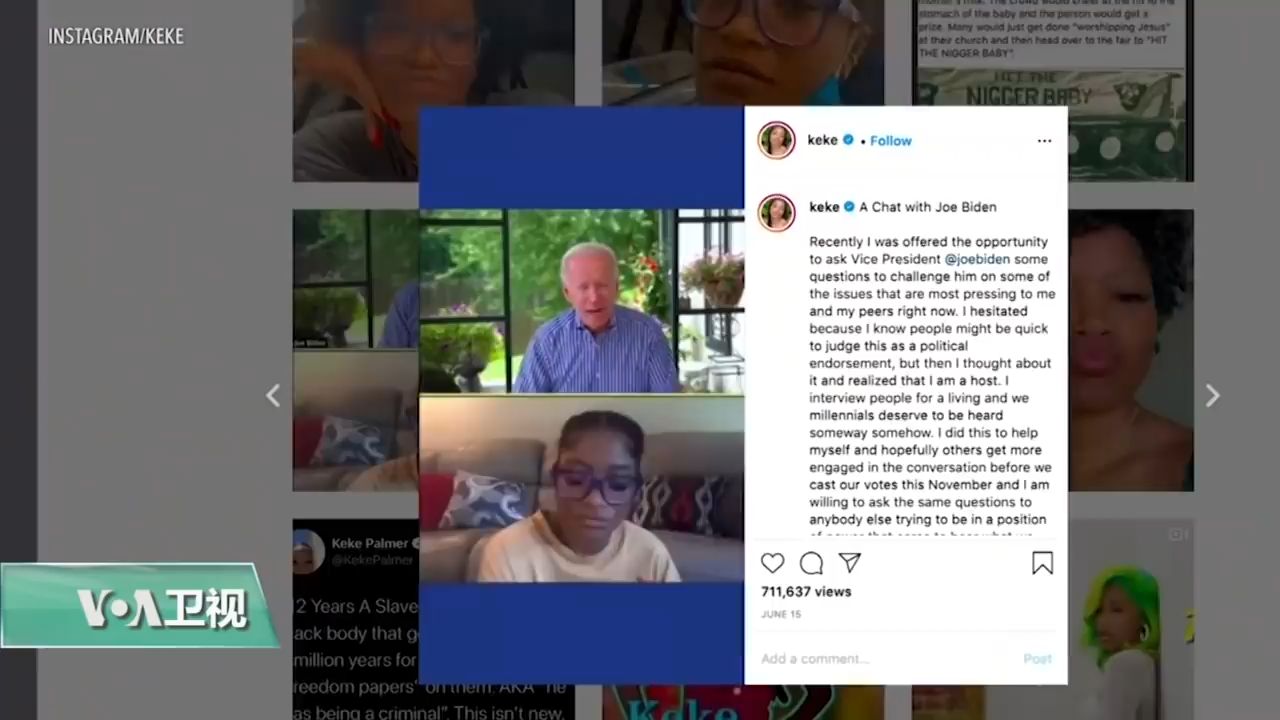 INSTAGRAM/KEKE
stomach of the baby and the person would get a
prize. Many would just get done "worshipping Jesus"
at their church and then head over to the fair to "HIT
THE NIGGER BABY".
HIT THE
NIGGER BABY
keke • Follow
keke A Chat with Joe Biden
Recently I was offered the opportunity
to ask Vice President @joebiden some
questions to challenge him on some of
the issues that are most pressing to me
and my peers right now. I hesitated
because I know people might be quick
to judge this as a political
endorsement, but then I thought about
it and realized that I am a host. I
interview people for a living and we
millennials deserve to be heard
someway somehow. I did this to help
myself and hopefully others get more
engaged in the conversation before we
cast our votes this November and I am
willing to ask the same questions to
anybody else trying to be in a position
711,637 views
JUNE 15
Add a comment...
Post
Joe Biden
Keke Palmer
@KekePalmer
2 Years A Slave
ack body that g
million years for
reedom papers" on them. AKA "he
as being a criminal". This isn't new.
Keke
VOA卫视